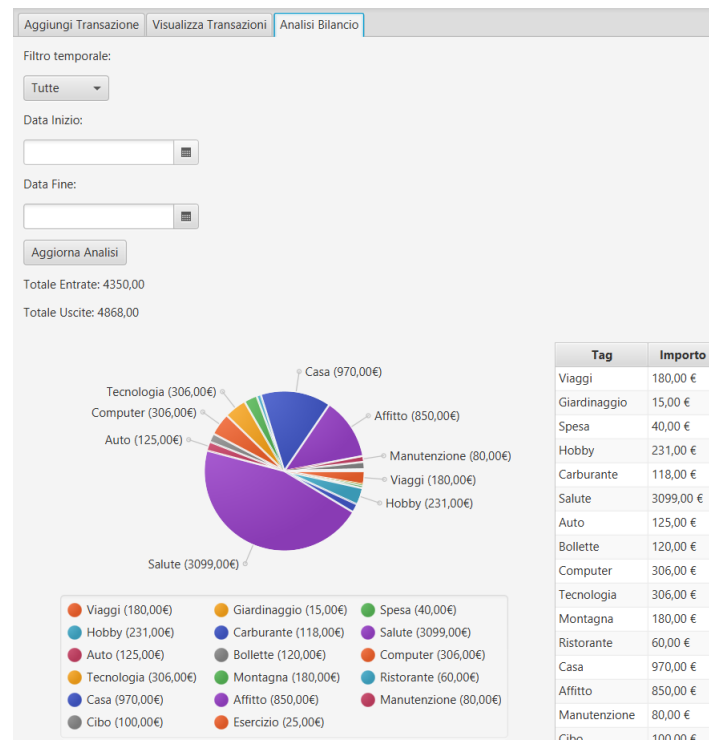 Aggiungi Transazione Visualizza Transazioni Analisi Bilancio
Filtro temporale:
Tutte
Data Inizio:
Data Fine:
Aggiorna Analisi
Totale Entrate: 4350,00
Totale Uscite: 4868,00
Casa (970,00€)
Tecnologia (306,00€)
Computer (306,00€)
Affitto (850,00€)
Auto (125,00€)
Manutenzione (80,00€)
Viaggi (180,00€)
Hobby (231,00€)
Salute (3099,00€)
Viaggi (180,00€) Giardinaggio (15,00€) Spesa (40,00€)
Hobby (231,00€) Carburante (118,00€) Salute (3099,00€)
Auto (125,00€) Bollette (120,00€) Computer (306,00€)
Tecnologia (306,00€) Montagna (180,00€) Ristorante (60,00€)
Casa (970,00€) Affitto (850,00€) Manutenzione (80,00€)
Cibo (100,00€) Esercizio (25,00€)
Tag Importo
Viaggi 180,00 €
Giardinaggio 15,00 €
Spesa 40,00 €
Hobby 231,00 €
Carburante 118,00 €
Salute 3099,00 €
Auto 125,00 €
Bollette 120,00 €
Computer 306,00 €
Tecnologia 306,00 €
Montagna 180,00 €
Ristorante 60,00 €
Casa 970,00 €
Affitto 850,00 €
Manutenzione 80,00 €
Cibo 100,00 €